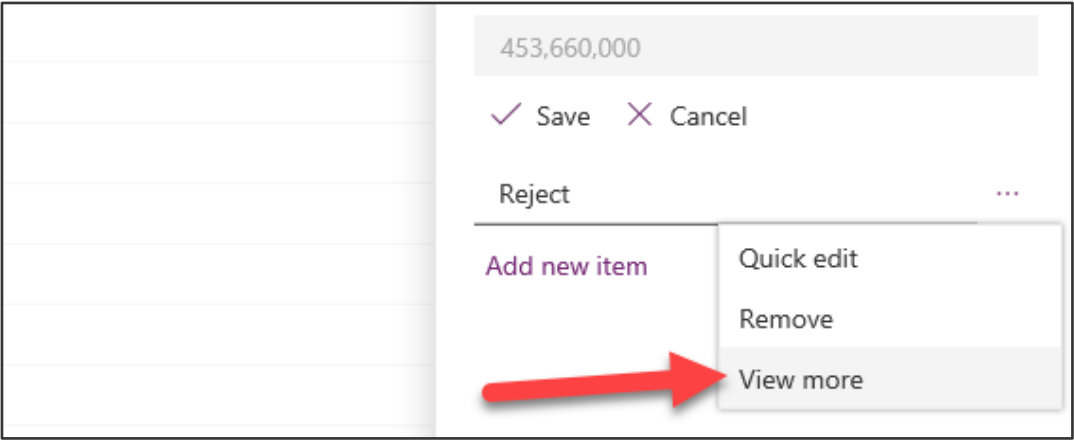 453,660,000
Save Cancel
Reject ...
Add new item
Quick edit
Remove
View more